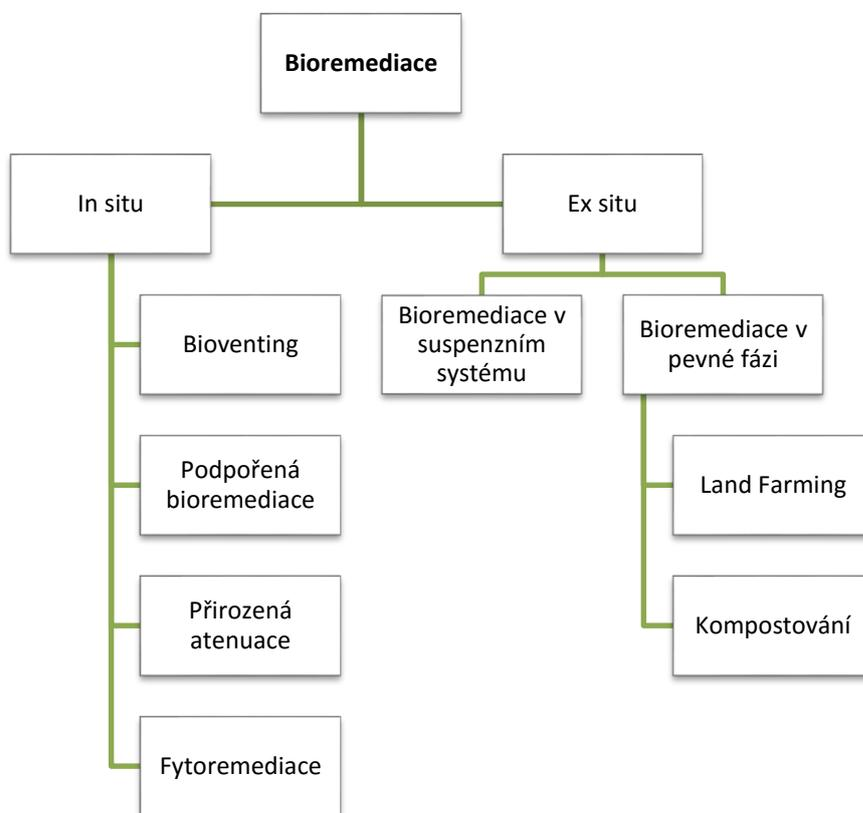 Bioremediace
In situ
Ex situ
Bioventing
Podpořená
bioremediace
Přirozená
atenuace
Fytoremediace
Bioremediace v
suspenzním
systému
Bioremediace v
pevné fázi
Land Farming
Kompostování